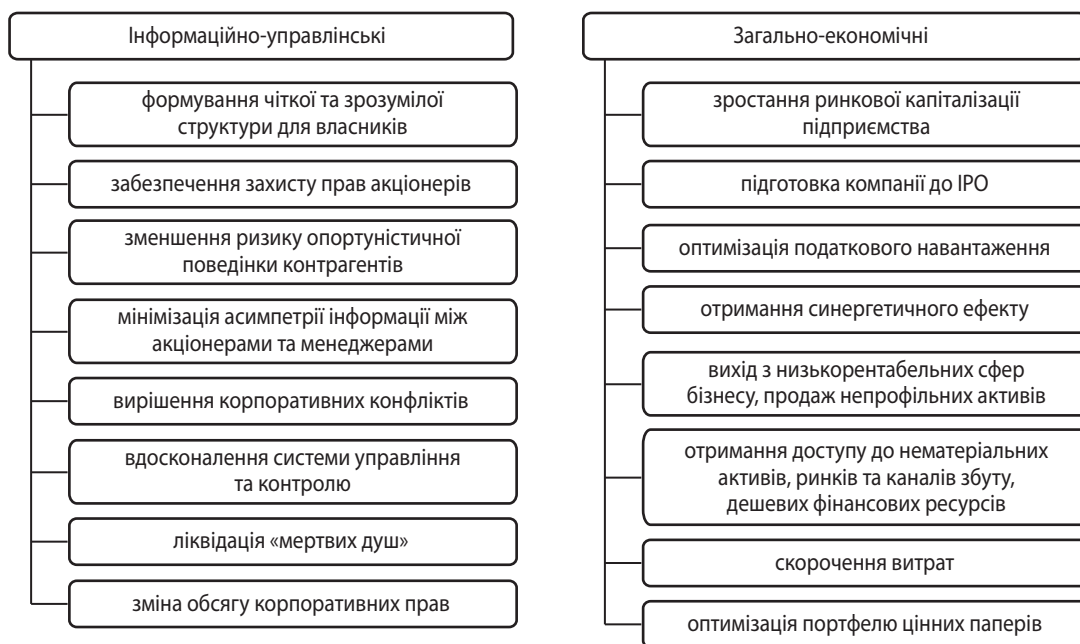 Інформаційно-управлінські
формування чіткої та зрозумілої
структури для власників
забезпечення захисту прав акціонерів
зменшення ризику опортуністичної
поведінки контрагентів
мінімізація асимпетрії інформації між
акціонерами та менеджерами
вирішення корпоративних конфліктів
вдосконалення системи управління
та контролю
ліквідація «мертвих душ»
зміна обсягу корпоративних прав
Загально-економічні
зростання ринкової капіталізації
підприємства
підготовка компанії до IPO
оптимізація податкового навантаження
отримання синергетичного ефекту
вихід з низькорентабельних сфер
бізнесу, продаж непрофільних активів
отримання доступу до нематеріальних
активів, ринків та каналів збуту,
дешевих фінансових ресурсів
скорочення витрат
оптимізація портфелю цінних паперів